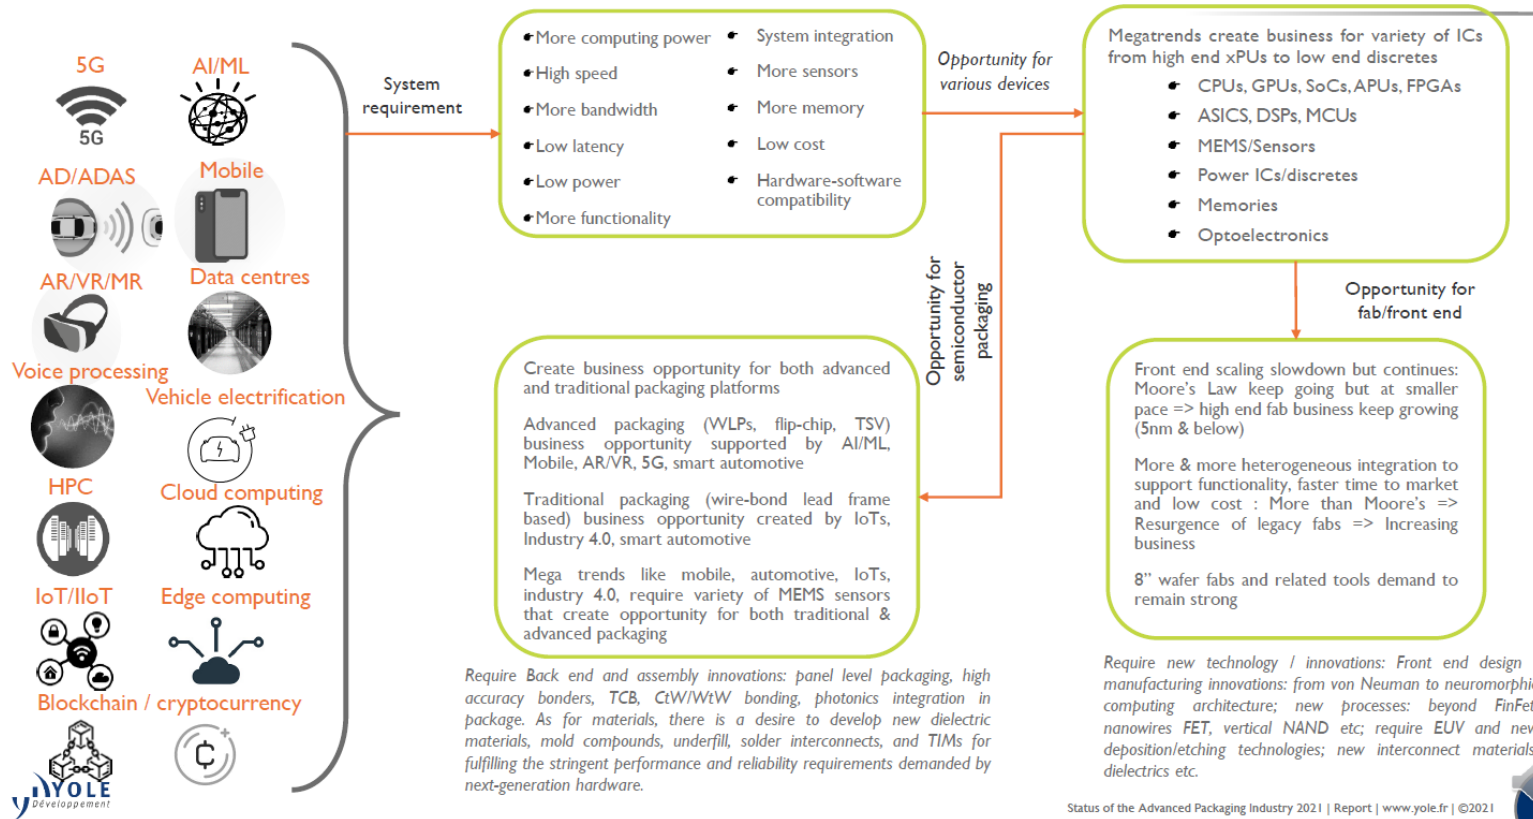 5G
AI/ML
5G
AD/ADAS
Mobile
AR/VR/MR
Data centres
Voice processing
Vehicle electrification
HPC
Cloud computing
IoT/IIoT
Edge computing
Blockchain / cryptocurrency
YOLE
Développement
System
requirement
More computing power
High speed
More bandwidth
Low latency
Low power
More functionality
System integration
More sensors
More memory
Low cost
Hardware-software
compatibility
Opportunity for
various devices
Megatrends create business for variety of ICs
from high end xPUs to low end discretes
CPUs, GPUs, SoCs, APUs, FPGAs
ASICS, DSPs, MCUs
MEMS/Sensors
Power ICs/discretes
Memories
Optoelectronics
Opportunity for
semiconductor
packaging
Opportunity for
fab/front end
Create business opportunity for both advanced
and traditional packaging platforms
Advanced packaging (WLPs, flip-chip, TSV)
business opportunity supported by AI/ML,
Mobile, AR/VR, 5G, smart automotive
Traditional packaging (wire-bond lead frame
based) business opportunity created by IoTs,
Industry 4.0, smart automotive
Mega trends like mobile, automotive, IoTs,
industry 4.0, require variety of MEMS sensors
that create opportunity for both traditional &
advanced packaging
Require Back end and assembly innovations: panel level packaging, high
accuracy bonders, TCB, CtW/WtW bonding, photonics integration in
package. As for materials, there is a desire to develop new dielectric
materials, mold compounds, underfill, solder interconnects, and TIMs for
fulfilling the stringent performance and reliability requirements demanded by
next-generation hardware.
Front end scaling slowdown but continues:
Moore's Law keep going but at smaller
pace => high end fab business keep growing
(5nm & below)
More & more heterogeneous integration to
support functionality, faster time to market
and low cost : More than Moore's =>
Resurgence of legacy fabs => Increasing
business
8" wafer fabs and related tools demand to
remain strong
Require new technology / innovations: Front end design
manufacturing innovations: from von Neuman to neuromorphic
computing architecture; new processes: beyond FinFet
nanowires FET, vertical NAND etc; require EUV and new
deposition/etching technologies; new interconnect materials
dielectrics etc.
Status of the Advanced Packaging Industry 2021 | Report | www.yole.fr | ©2021